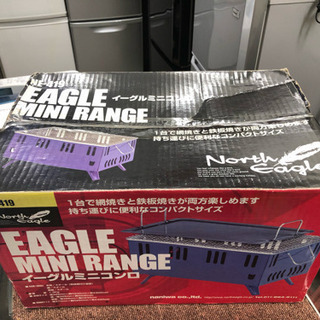 EAGLE
イーグルミニコンロ
MINI RANGE
1台で網焼きと鉄板焼きが両方楽しめます
持ち運びに便利なコンパクトサイズ
North
Eagle
419
North
Eagle
1台で網焼きと鉄板焼きが両方楽しめます
持ち運びに便利なコンパクトサイズ
EAGLE
MINI RANGE
イーグルミニコンロ
naniwa co.,ltd.